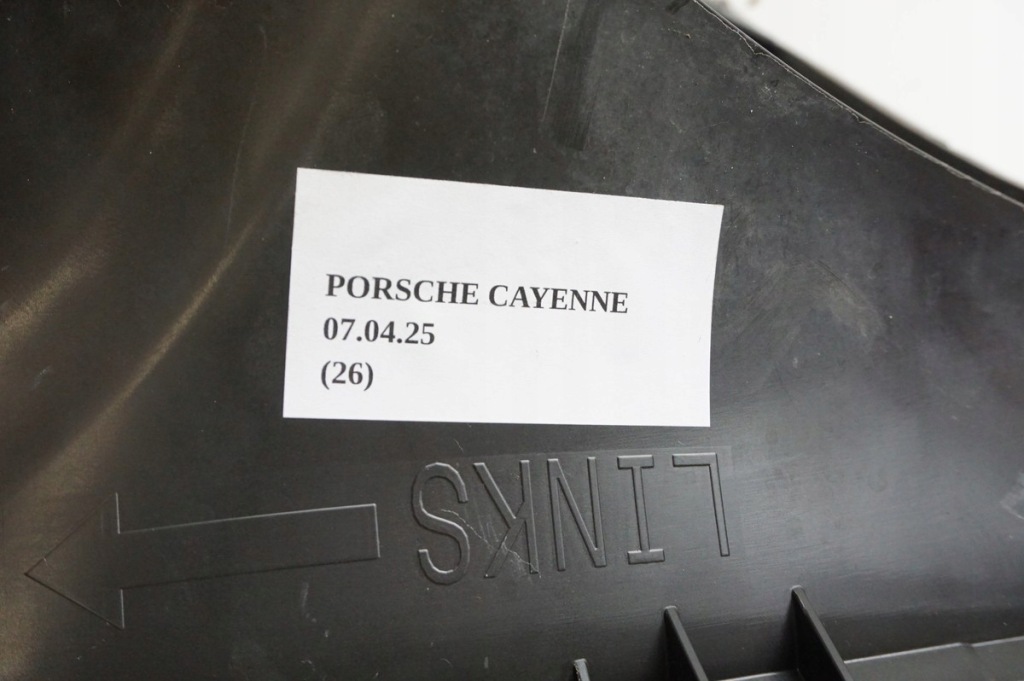 PORSCHE CAYENNE
07.04.25
(26)
LINKS